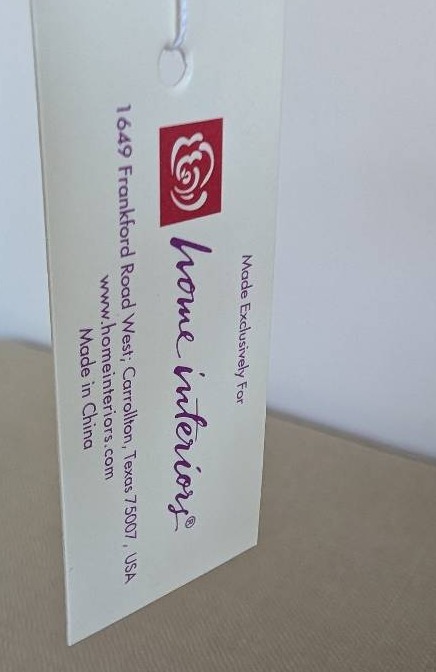 Made Exclusively For
home interiors®
1649 Frankford Road West; Carrollton, Texas 75007, USA
www.homeinteriors.com
Made in China